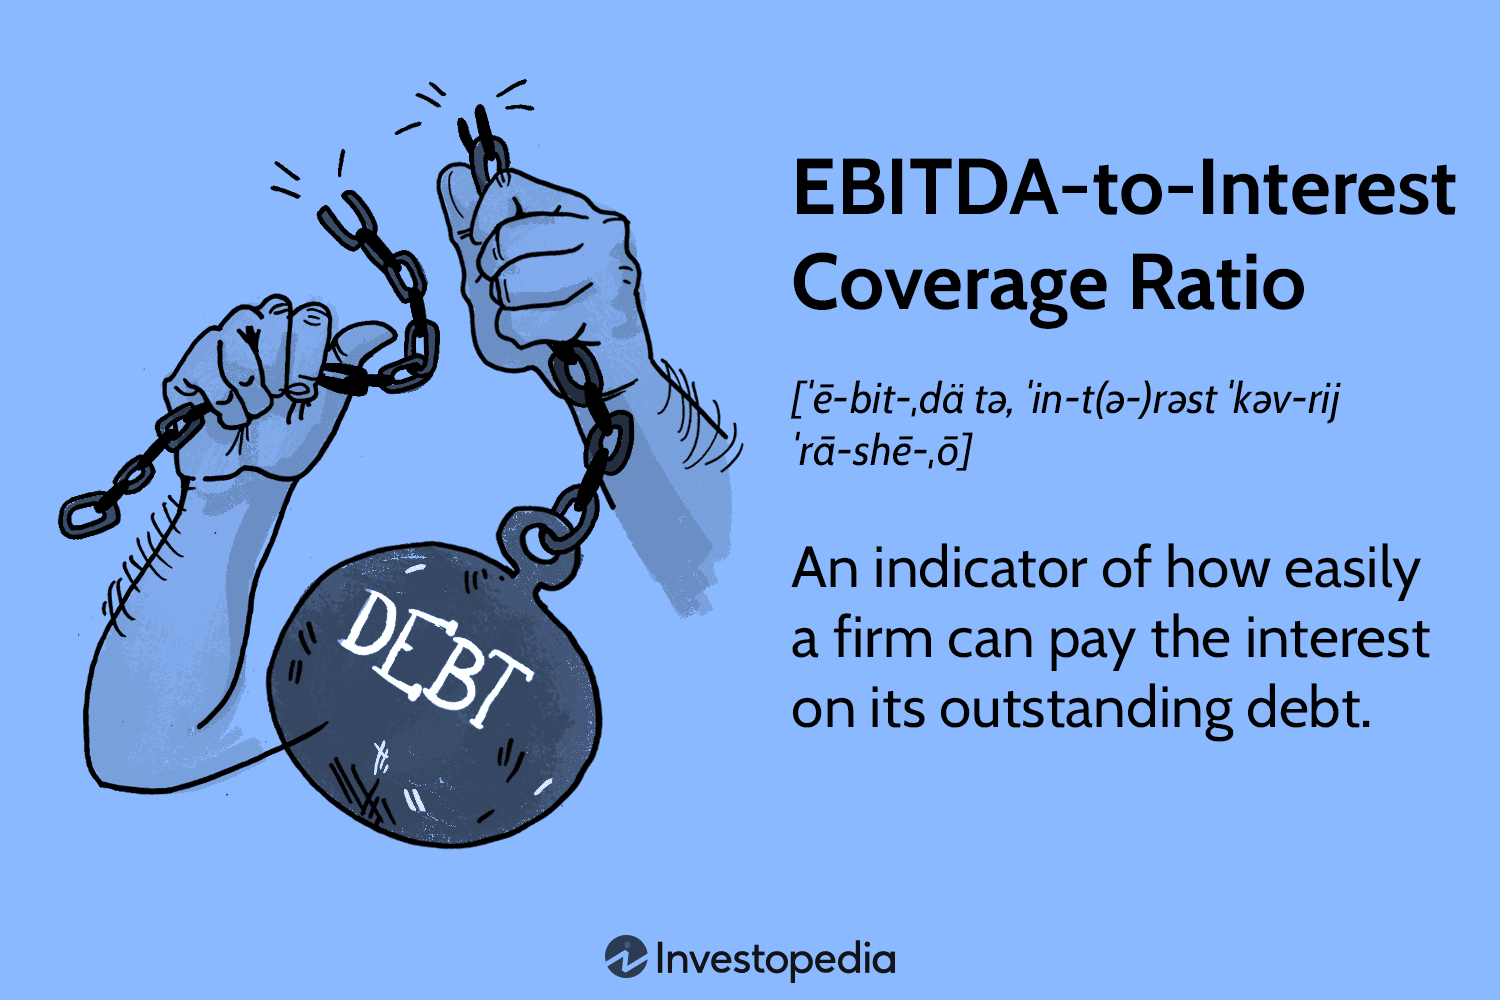 EBITDA-to-Interest
Coverage Ratio
[ˈē-bit-ˌdä tə, ˈin-t(ə-)rəst ˈkəv-rij
ˈrā-shē-ˌō]
An indicator of how easily
a firm can pay the interest
on its outstanding debt.
DEBT
Investopedia